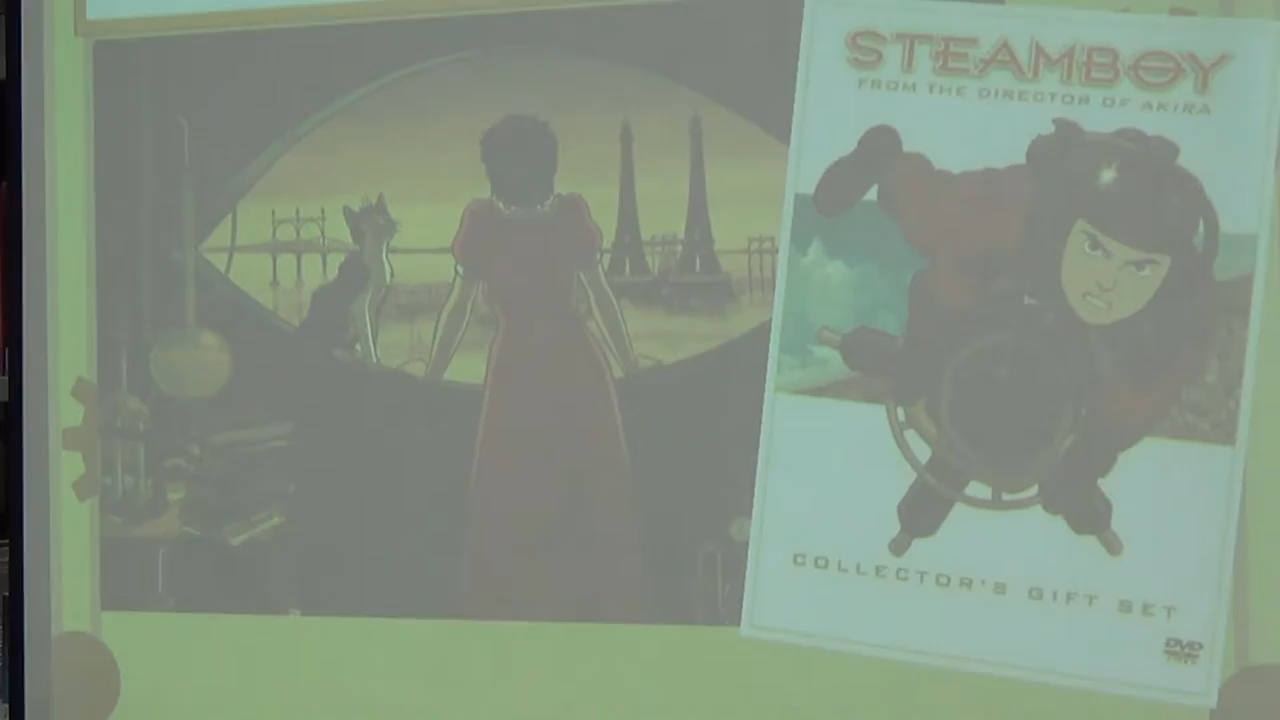 STEAMBOY
FROM THE DIRECTOR OF AKIRA
COLLECTOR'S GIFT SET
DVD